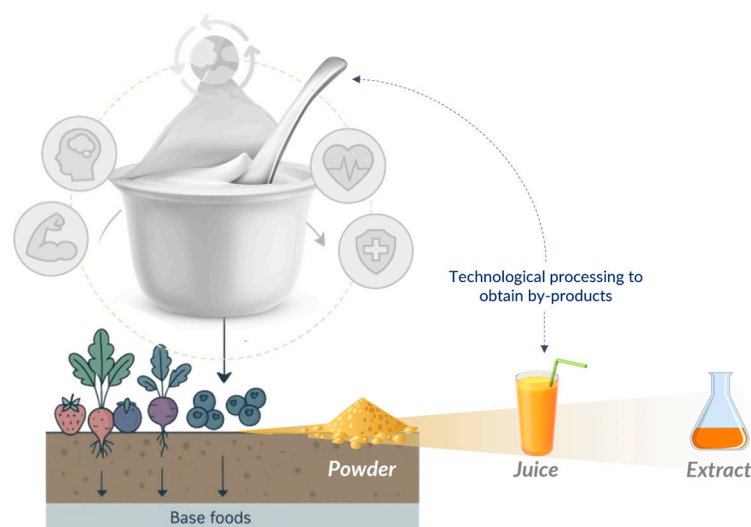 Technological processing to
obtain by-products
Powder
Juice
Extract
Base foods